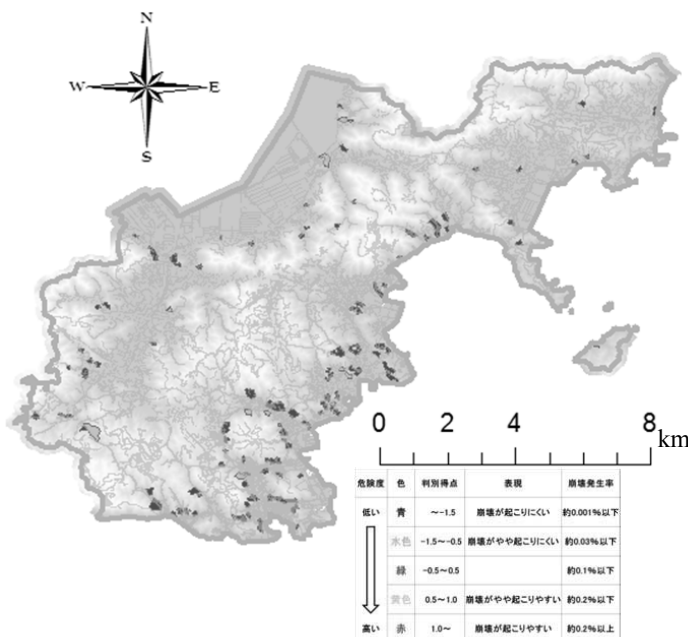 N
W E
S
0 2 4 8
km
危険度 色 判別得点 表現 崩壊発生率
低い 青 ～-1.5 崩壊が起こりにくい 約0.001%以下
水色 -1.5～-0.5 崩壊がやや起こりにくい 約0.03%以下
緑 -0.5～0.5 約0.1%以下
黄色 0.5～1.0 崩壊がやや起こりやすい 約0.2%以下
高い 赤 1.0～ 崩壊が起こりやすい 約0.2%以上